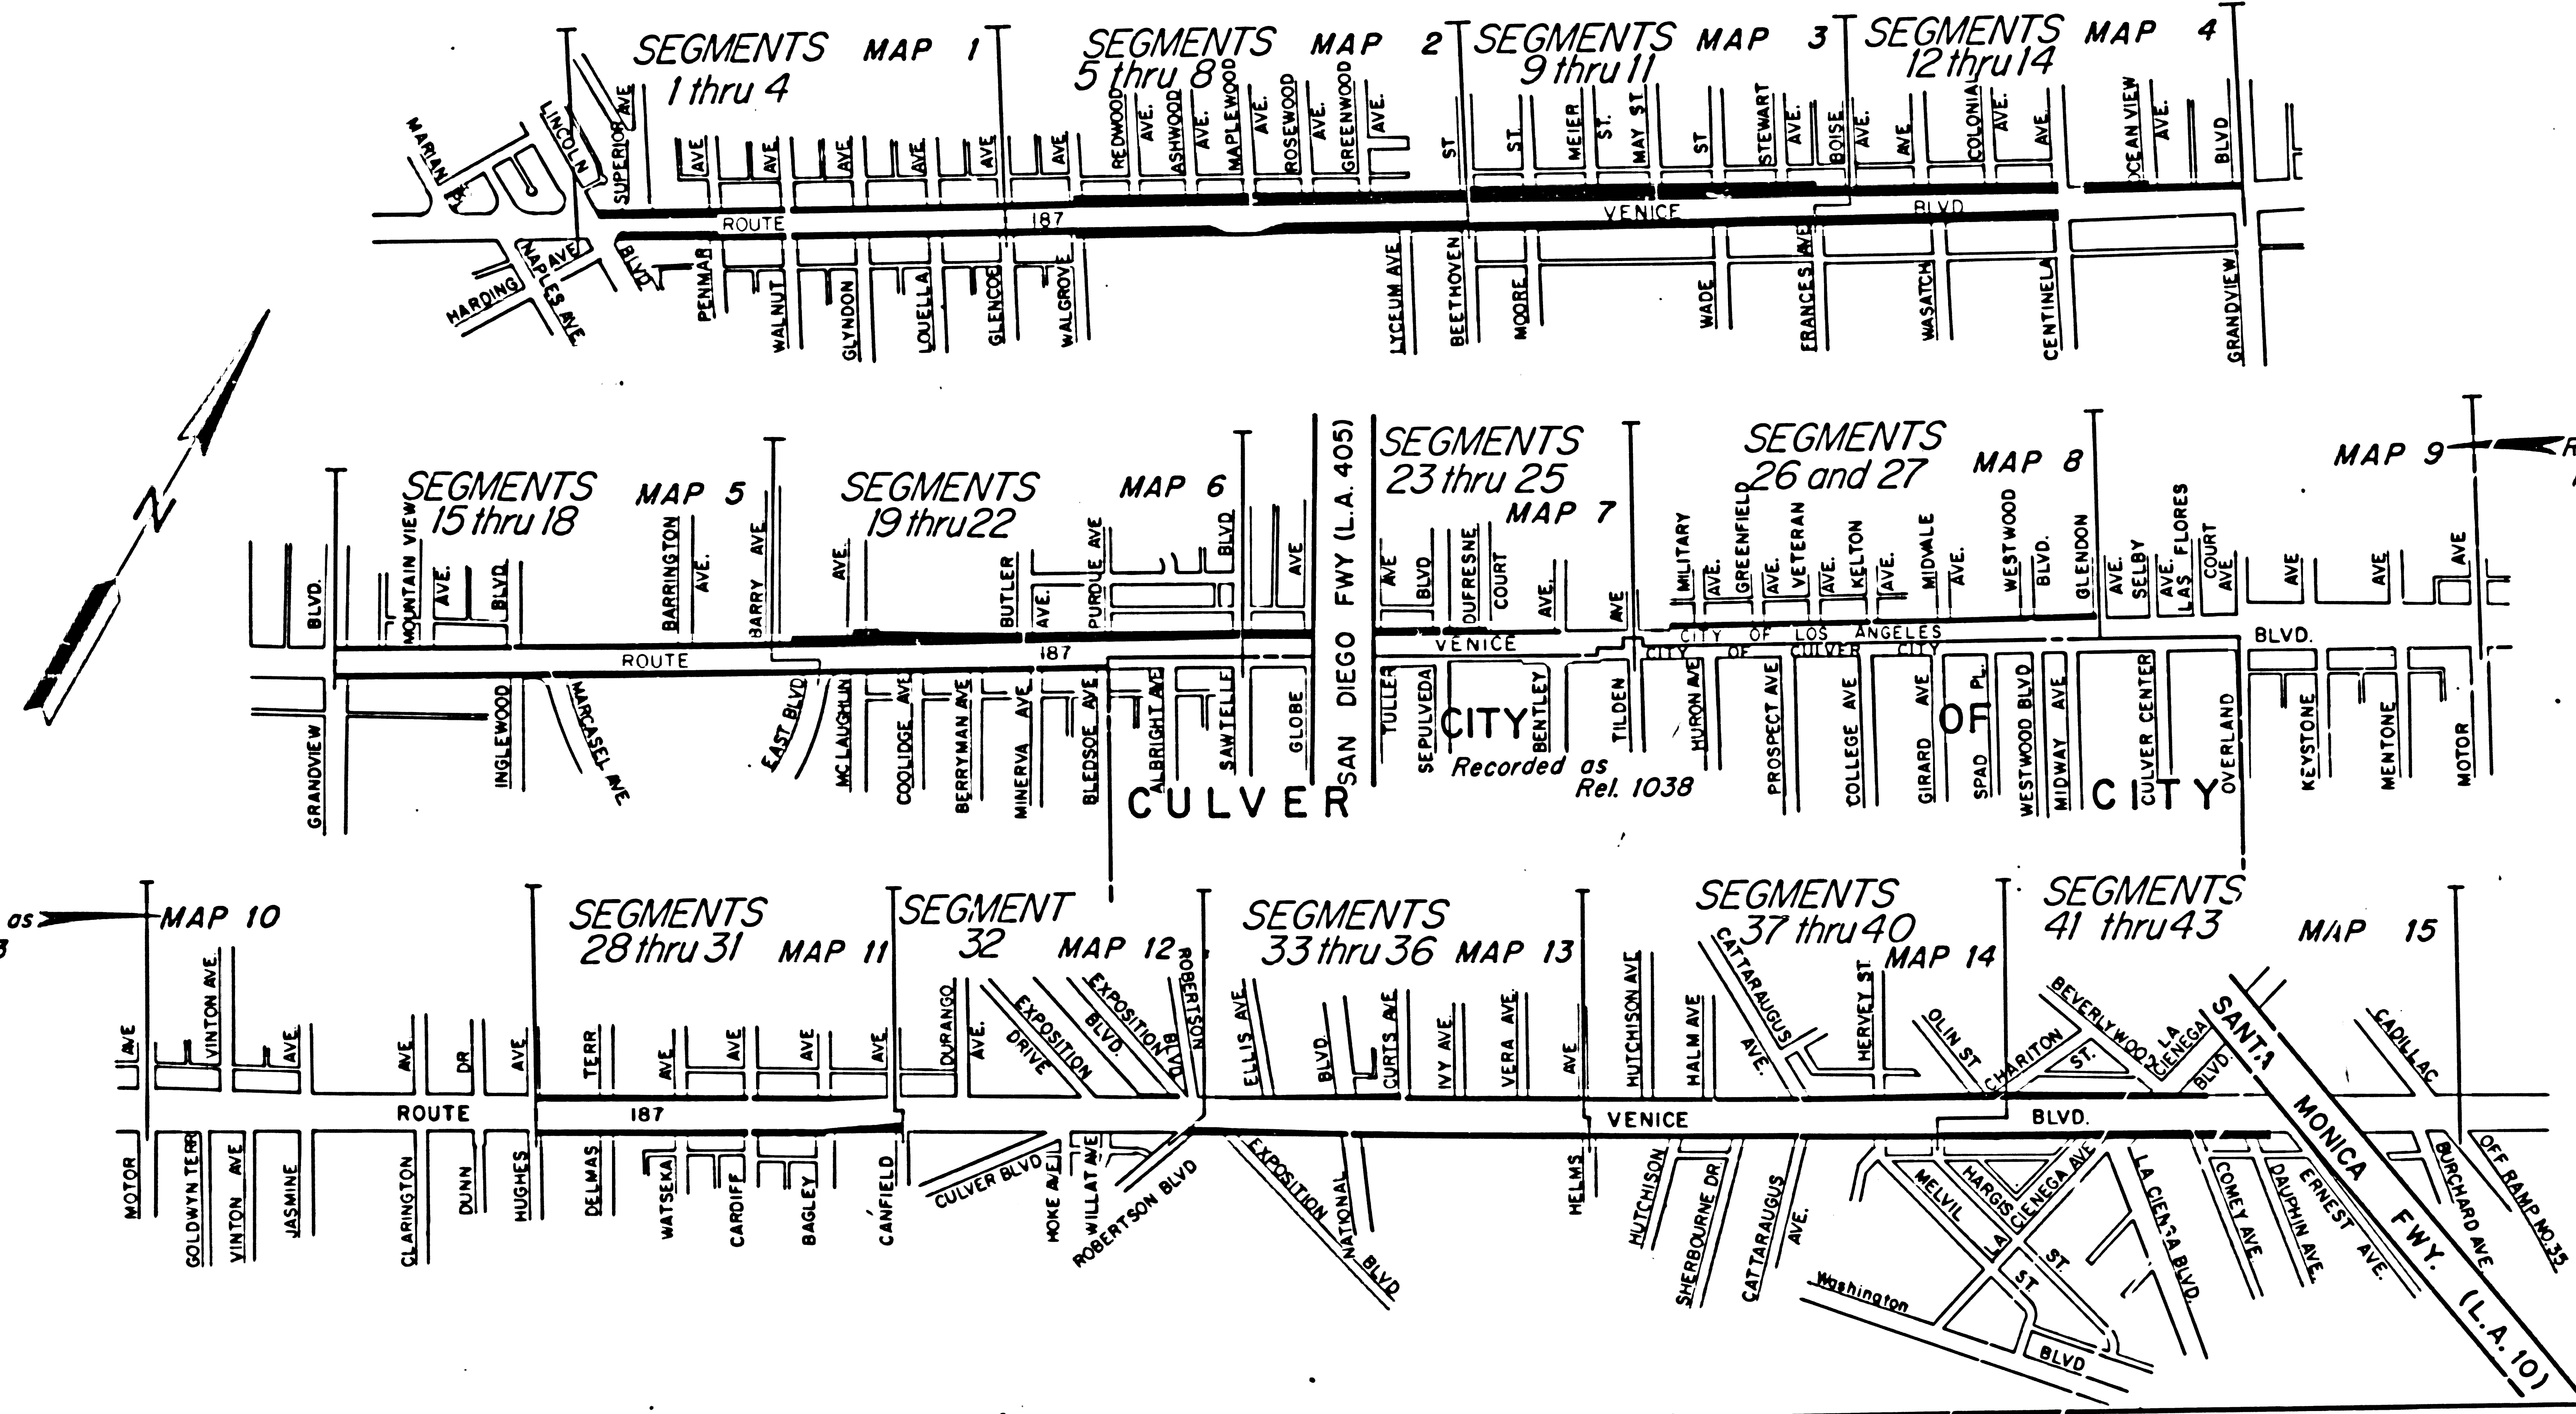 SEGMENTS
1 thru 4
MAP 1
SEGMENTS
5 thru 8
MAP 2
SEGMENTS
9 thru 11
MAP 3
SEGMENTS
12 thru 14
MAP 4
MARIAN PL
LINCOLN
SUPERIOR AVE
AVE
AVE
AVE
AVE.
AVE
AVE
REDWOOD
AVE.
ASHWOOD
AVE.
MAPLEWOOD
AVE.
ROSEWOOD
AVE.
GREENWOOD
AVE.
ST
ST.
MEIER
ST.
MAY ST.
ST
STEWART
AVE.
BOISE
AVE.
AVE
COLONIAL
AVE.
AVE.
OCEAN VIEW
AVE.
BLVD
ROUTE
187
VENICE
BLVD
HARDING
AVE
NAPLES AVE.
BLVD
PENMAR
WALNUT
GLYNDON
LOUELLA
GLENCOE
WALGROVE
LYCEUM AVE
BEETHOVEN
MOORE
WADE
FRANCES AVE
WASATCH
CENTINELA
GRANDVIEW
N
SEGMENTS
15 thru 18
MAP 5
SEGMENTS
19 thru 22
MAP 6
SEGMENTS
23 thru 25
MAP 7
SEGMENTS
26 and 27
MAP 8
MAP 9
R
BLVD.
MOUNTAIN VIEW
AVE.
BLVD
BARRINGTON
AVE.
BARRY AVE
AVE
BUTLER
AVE.
PURDUE AVE
BLVD
AVE
SAN DIEGO FWY (L.A. 405)
AVE
BLVD
DUFRESNE
COURT
AVE.
AVE
MILITARY
AVE.
GREENFIELD
AVE.
VETERAN
AVE.
KELTON
AVE.
MIDVALE
AVE.
WESTWOOD
BLVD.
GLENDON
AVE.
SELBY
AVE.
LAS FLORES
COURT
AVE
AVE
AVE
AVE
ROUTE
187
VENICE
CITY OF LOS ANGELES
CITY OF CULVER CITY
BLVD.
GRANDVIEW
INGLEWOOD
MARCASEL AVE
EAST BLVD
MC LAUGHLIN
COOLIDGE AVE
BERRYMAN AVE
MINERVA AVE
BLEDSOE AVE
ALBRIGHT AVE
SAWTELLE
GLOBE
TULLER
SEPULVEDA
CITY
BENTLEY
TILDEN
HURON AVE
PROSPECT AVE
COLLEGE AVE
GIRARD AVE
OF
SPAD PL.
WESTWOOD BLVD
MIDWAY AVE
CULVER CENTER
OVERLAND
KEYSTONE
MENTONE
MOTOR
Recorded as
Rel. 1038
CULVER
CITY
as
3
MAP 10
SEGMENTS
28 thru 31
MAP 11
SEGMENT
32
MAP 12
SEGMENTS
33 thru 36
MAP 13
SEGMENTS
37 thru 40
MAP 14
SEGMENTS
41 thru 43
MAP 15
AVE
VINTON AVE.
AVE.
AVE
DR
AVE
TERR
AVE
AVE
AVE
AVE
DURANGO
AVE.
EXPOSITION
DRIVE
EXPOSITION
BLVD.
EXPOSITION
BLVD
ROBERTSON
ELLIS AVE.
BLVD.
CURTS AVE
IVY AVE.
VERA AVE.
AVE
HUTCHISON AVE
HALM AVE
CATTARAUGUS
AVE.
HERVEY ST
OLIN ST
CHARITON
ST.
BEVERLYWOOD
LA CIENEGA
BLVD.
SANTA MONICA FWY. (L.A. 10)
CADILLAC
ROUTE
187
VENICE
BLVD.
MOTOR
GOLDWYN TERR
VINTON AVE
JASMINE
CLARINGTON
DUNN
HUGHES
DELMAS
WATSEKA
CARDIFF
BAGLEY
CANFIELD
CULVER BLVD
HOKE AVE
WILLAT AVE
ROBERTSON BLVD
EXPOSITION
BLVD
NATIONAL
HELMS
HUTCHISON
SHERBOURNE DR.
CATTARAUGUS
AVE.
MELVIL
ST.
HARGIS
ST.
LA CIENEGA AVE
LA CIENEGA BLVD.
COMEY AVE.
DAUPHIN AVE.
ERNEST AVE.
BURCHARD AVE.
OFF RAMP NO.35
Washington
BLVD